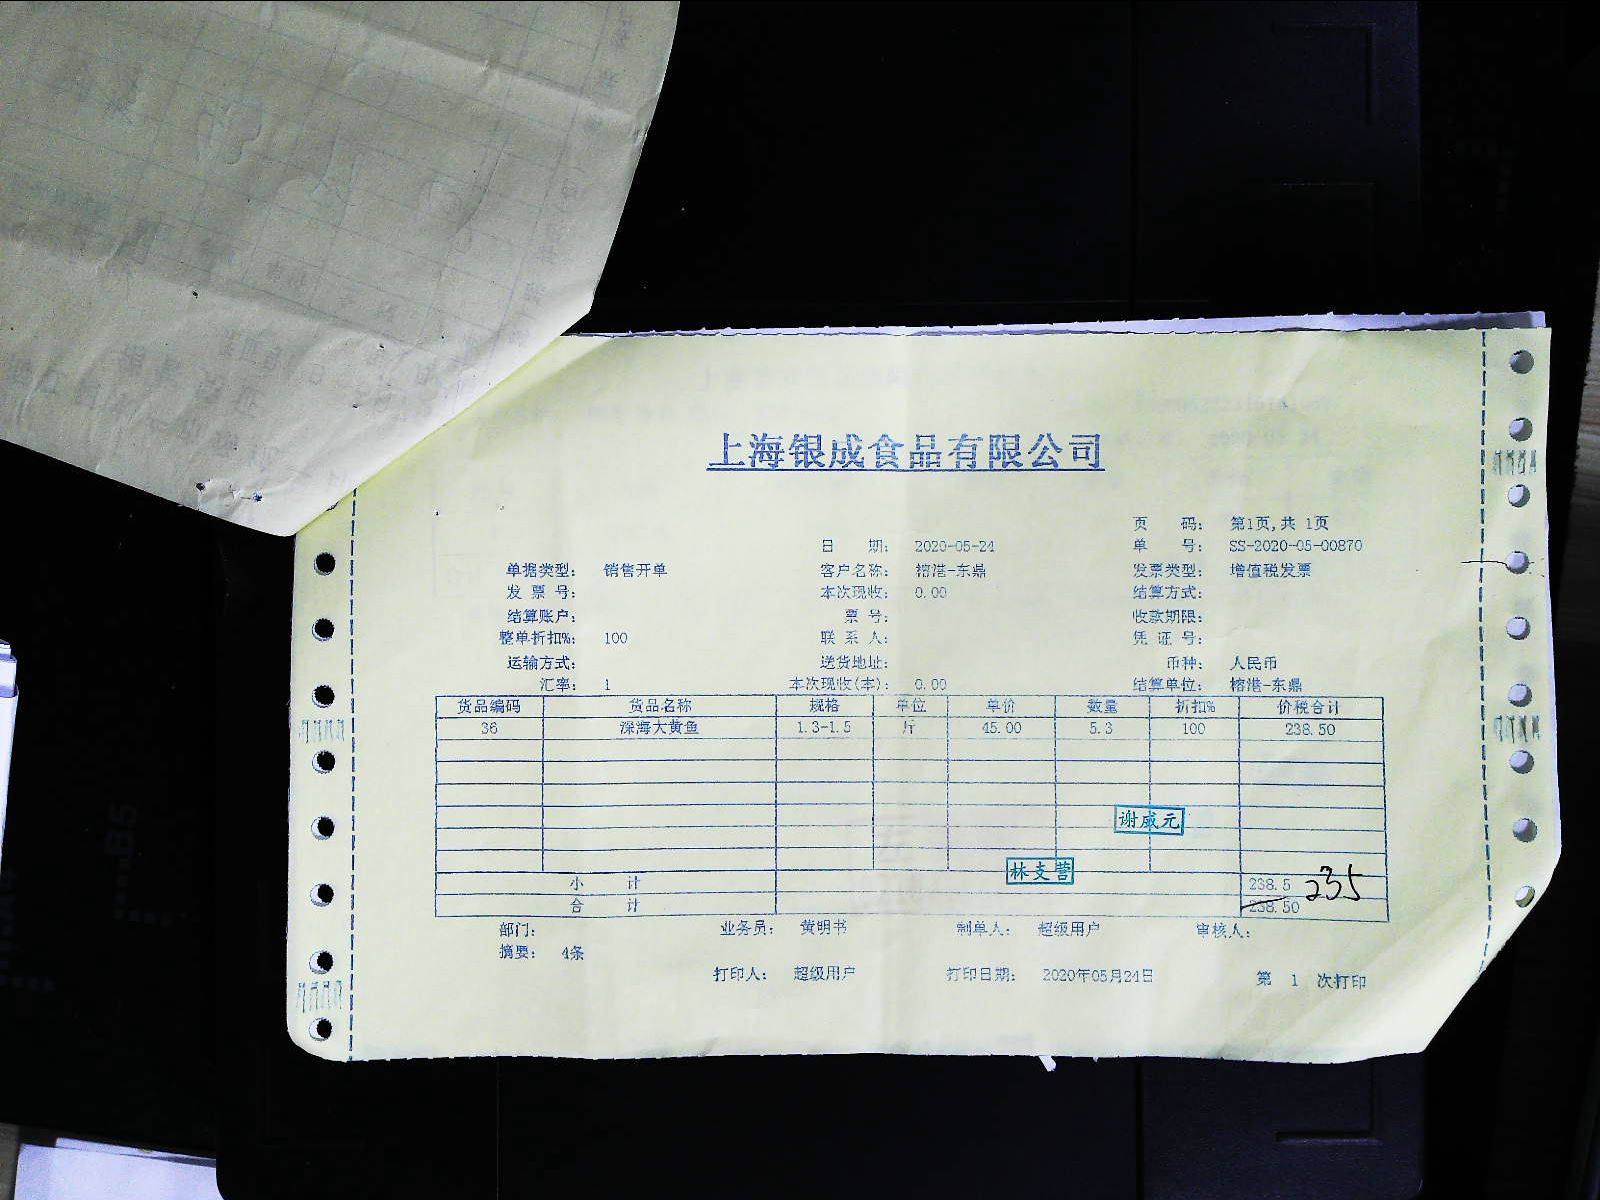 上海银成食品有限公司
页 码： 第1页,共 1页
日 期： 2020-05-24 单 号： SS-2020-05-00870
单据类型： 销售开单 客户名称： 榕港-东鼎 发票类型： 增值税发票
发 票 号： 本次现收： 0.00 结算方式：
结算账户： 票 号： 收款期限：
整单折扣%： 100 联 系 人： 凭 证 号：
运输方式： 送货地址： 币种： 人民币
汇率： 1 本次现收(本)： 0.00 结算单位： 榕港-东鼎
货品编码 货品名称 规格 单位 单价 数量 折扣% 价税合计
36 深海大黄鱼 1.3-1.5 斤 45.00 5.3 100 238.50
谢成元
林支营
小 计 238.5 235
合 计 238.50
部门： 业务员： 黄明书 制单人： 超级用户 审核人：
摘要： 4条
打印人： 超级用户 打印日期： 2020年05月24日 第 1 次打印
B5